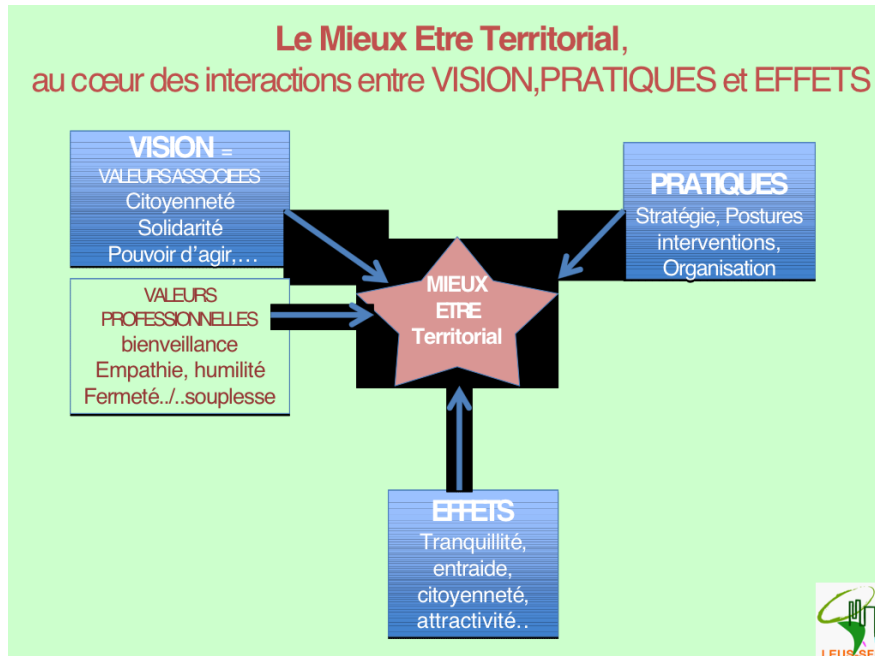 Le Mieux Etre Territorial,
au cœur des interactions entre VISION,PRATIQUES et EFFETS
VISION =
VALEURS ASSOCIEES
Citoyenneté
Solidarité
Pouvoir d'agir,…
VALEURS
PROFESSIONNELLES
bienveillance
Empathie, humilité
Fermeté../..souplesse
MIEUX
ETRE
Territorial
PRATIQUES
Stratégie, Postures
interventions,
Organisation
EFFETS
Tranquillité,
entraide,
citoyenneté,
attractivité..